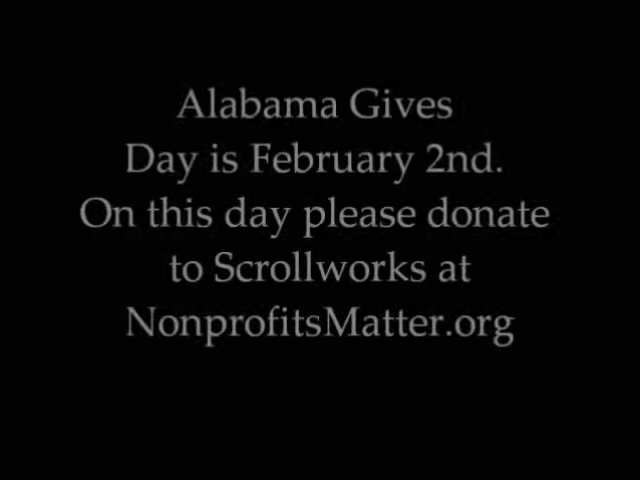 Alabama Gives
Day is February 2nd.
On this day please donate
to Scrollworks at
NonprofitsMatter.org